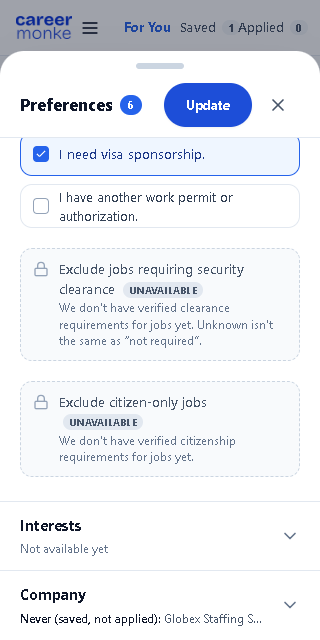 career
monke
For You Saved 1 Applied 0
Preferences 6 Update
I need visa sponsorship.
I have another work permit or
authorization.
Exclude jobs requiring security
clearance UNAVAILABLE
We don't have verified clearance
requirements for jobs yet. Unknown isn't
the same as “not required”.
Exclude citizen-only jobs
UNAVAILABLE
We don't have verified citizenship
requirements for jobs yet.
Interests
Not available yet
Company
Never (saved, not applied): Globex Staffing S...